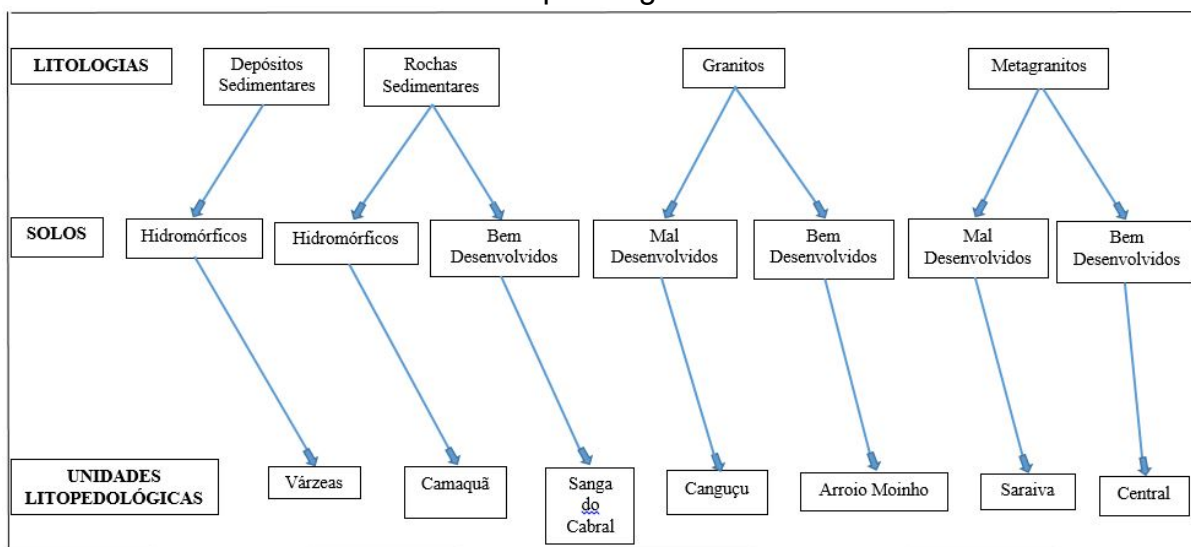 LITOLOGIAS
Depósitos
Sedimentares
Rochas
Sedimentares
Granitos
Metagranitos
SOLOS
Hidromórficos
Hidromórficos
Bem
Desenvolvidos
Mal
Desenvolvidos
Bem
Desenvolvidos
Mal
Desenvolvidos
Bem
Desenvolvidos
UNIDADES
LITOPEDOLÓGICAS
Várzeas
Camaquã
Sanga
do
Cabral
Canguçu
Arroio Moinho
Saraiva
Central